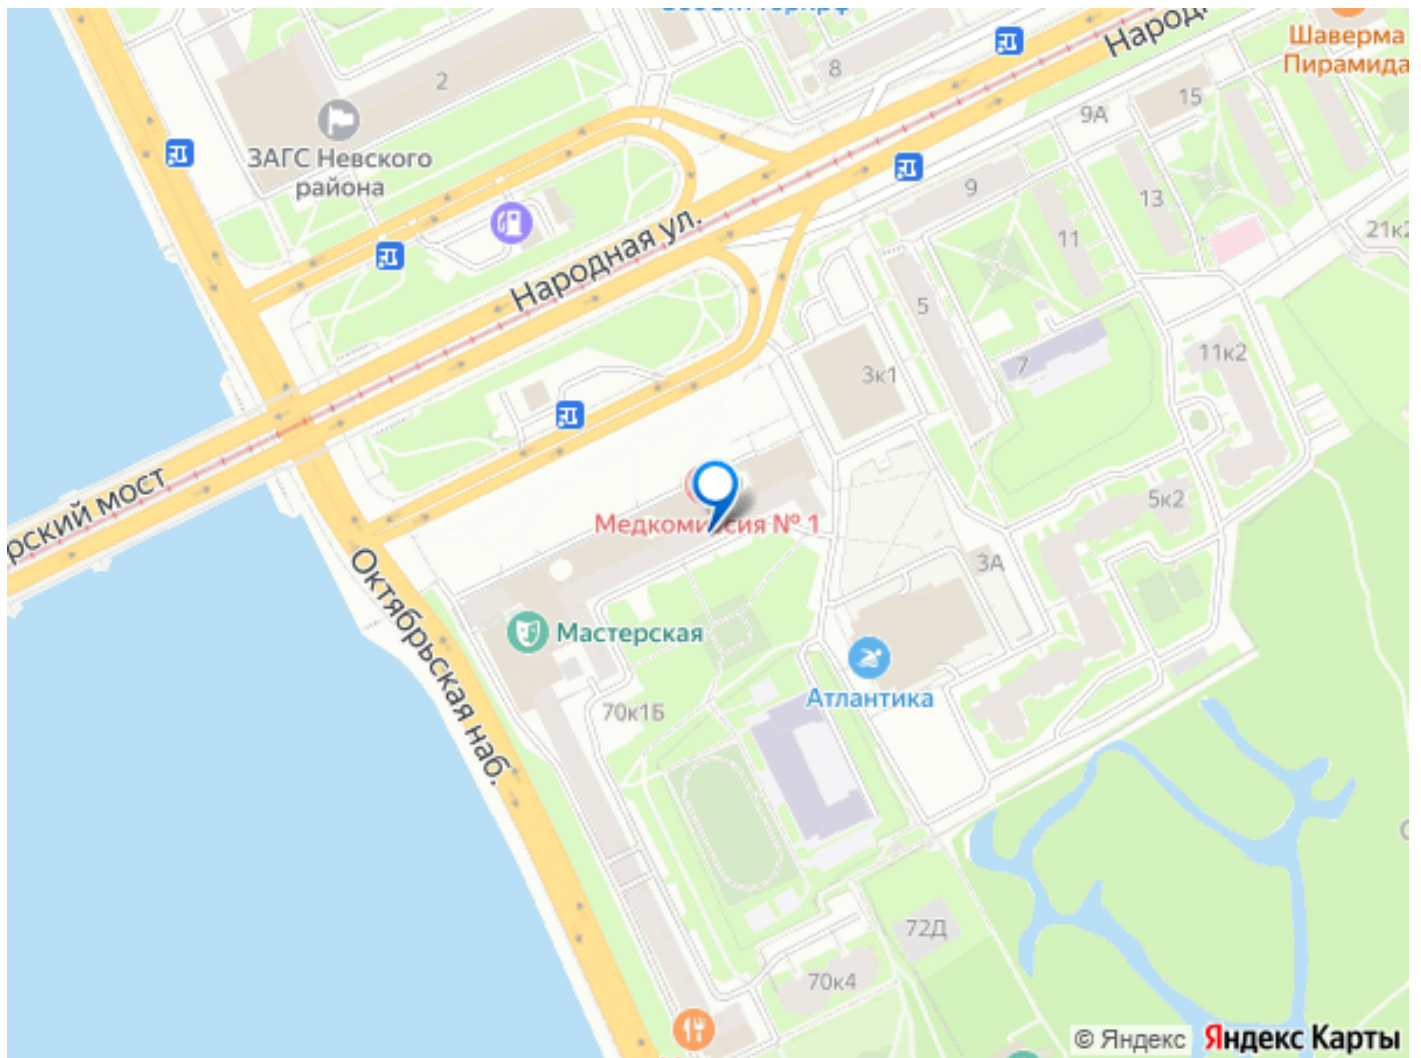 2
8
Народ
Шаверма
Пирамида
ЗАГС Невского
района
9А
15
9
13
11
21к2
Народная ул.
5
7
3к1
11к2
рский мост
Медкомиссия № 1
5к2
3А
Октябрьская наб.
Мастерская
Атлантика
70к1Б
72Д
70к4
© Яндекс
Яндекс Карты